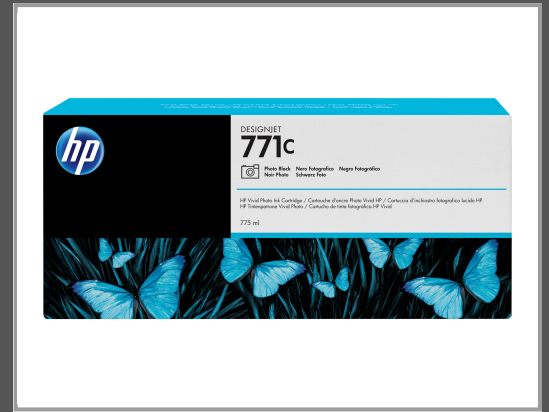 hp
DESIGNJET
771C
Photo Black Nero Fotografico Negro Fotográfico
Noir Photo Schwarz Foto
HP Vivid Photo Ink Cartridge / Cartouche d'encre Photo Vivid HP / Cartuccia d'inchiostro fotografico lucido HP
HP Tintenpatrone Vivid Photo / Cartucho de tinta fotográfica HP Vivid
775 ml